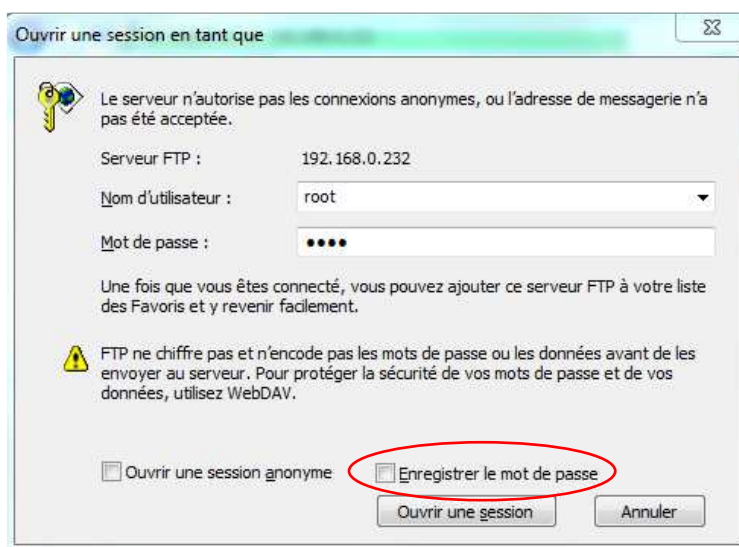 Ouvrir une session en tant que
Le serveur n'autorise pas les connexions anonymes, ou l'adresse de messagerie n'a
pas été acceptée.
Serveur FTP : 192.168.0.232
Nom d'utilisateur : root
Mot de passe : ••••
Une fois que vous êtes connecté, vous pouvez ajouter ce serveur FTP à votre liste
des Favoris et y revenir facilement.
FTP ne chiffre pas et n'encode pas les mots de passe ou les données avant de les
envoyer au serveur. Pour protéger la sécurité de vos mots de passe et de vos
données, utilisez WebDAV.
Ouvrir une session anonyme Enregistrer le mot de passe
Ouvrir une session Annuler